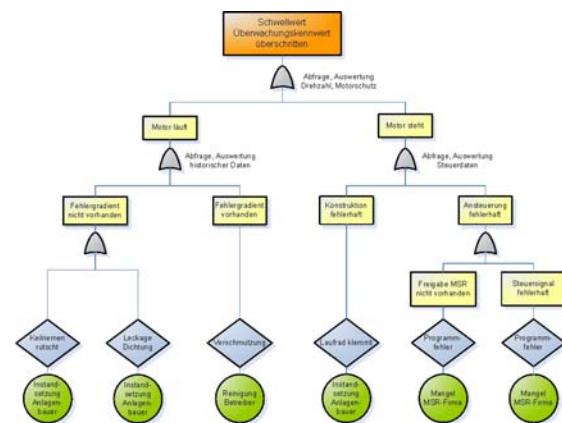 Schwellwert
Überwachungskennwert
überschritten
Abfrage, Auswertung
Drehzahl, Motorschutz
Motor läuft
Motor steht
Abfrage, Auswertung
historischer Daten
Abfrage, Auswertung
Steuerdaten
Fehlergradient
nicht vorhanden
Fehlergradient
vorhanden
Konstruktion
fehlerhaft
Ansteuerung
fehlerhaft
Freigabe MSR
nicht vorhanden
Steuersignal
fehlerhaft
Keilriemen
rutscht
Leckage
Dichtung
Verschmutzung
Laufrad klemmt
Programm-
fehler
Programm-
fehler
Instand-
setzung
Anlagen-
bauer
Instand-
setzung
Anlagen-
bauer
Reinigung
Betreiber
Instand-
setzung
Anlagen-
bauer
Mangel
MSR-Firma
Mangel
MSR-Firma